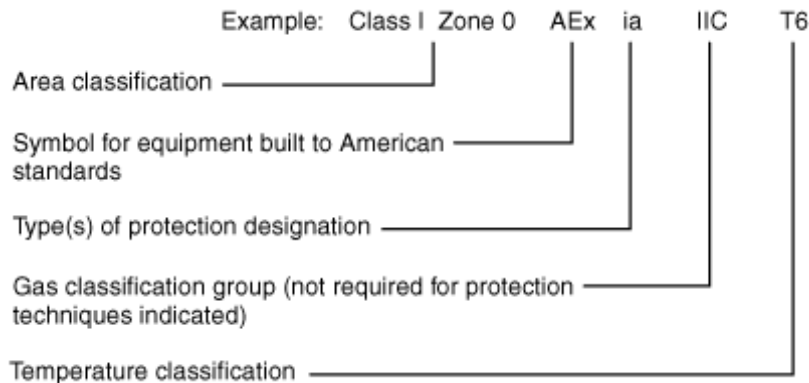 Example: Class I Zone 0 AEx ia IIC T6
Area classification
Symbol for equipment built to American
standards
Type(s) of protection designation
Gas classification group (not required for protection
techniques indicated)
Temperature classification